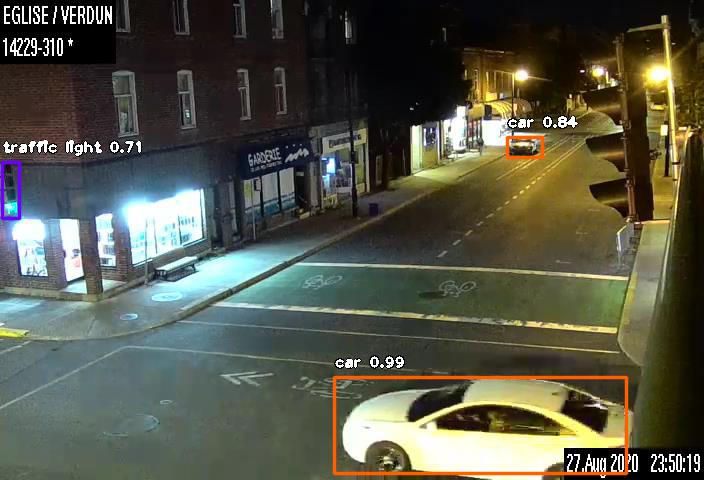 EGLISE / VERDUN
14229-310 *
car 0.84
traffic light 0.71
GARDERIE
car 0.99
27.Aug 2020 23:50:19